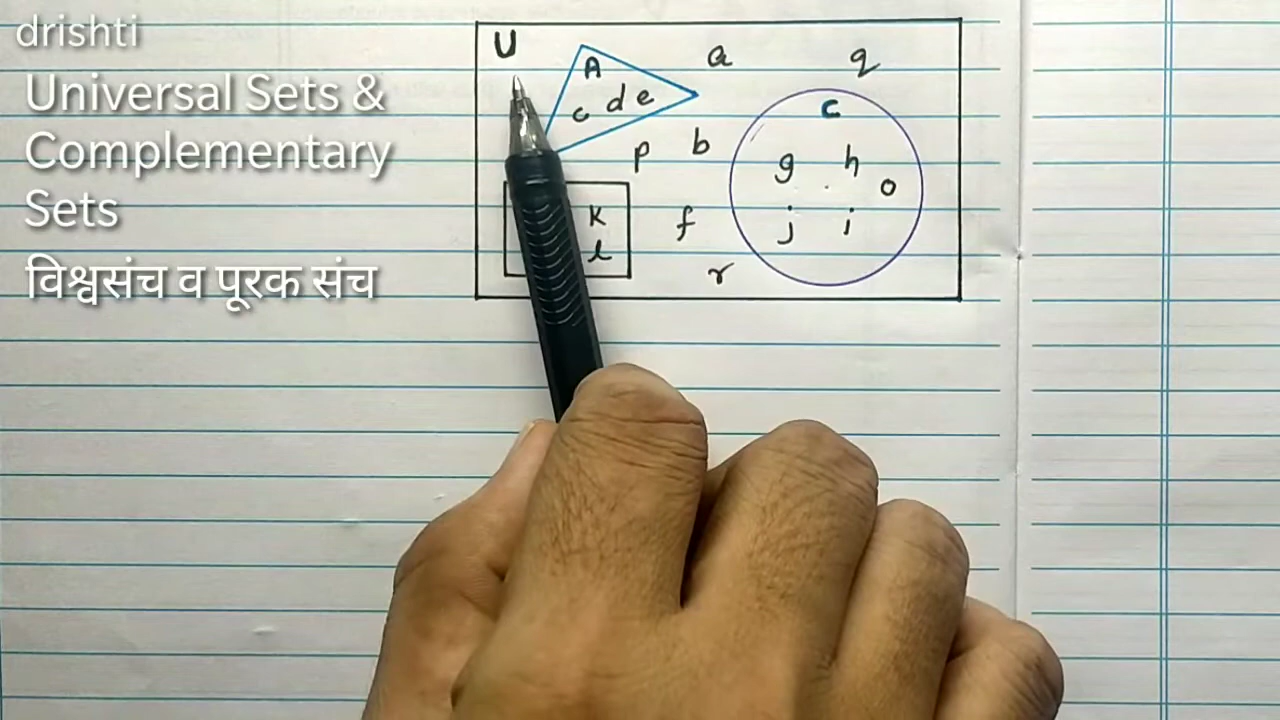 drishti
Universal Sets &
Complementary
Sets
विश्वसंच व पूरक संच
U
A
a
q
c d e
c
p
b
g
h
o
k
f
j
i
l
r